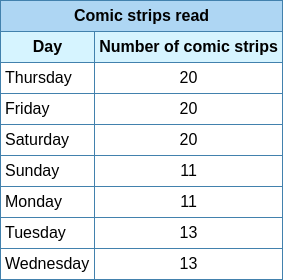 Comic strips read
Day Number of comic strips
Thursday 20
Friday 20
Saturday 20
Sunday 11
Monday 11
Tuesday 13
Wednesday 13